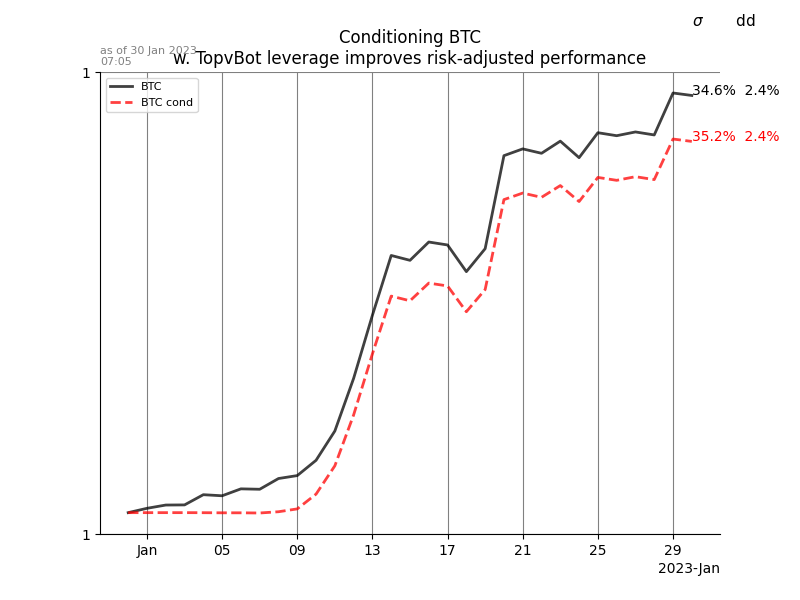 σ dd
Conditioning BTC
as of 30 Jan 2023
07:05
w. TopvBot leverage improves risk-adjusted performance
1
BTC
BTC cond
34.6% 2.4%
35.2% 2.4%
1
Jan 05 09 13 17 21 25 29
2023-Jan